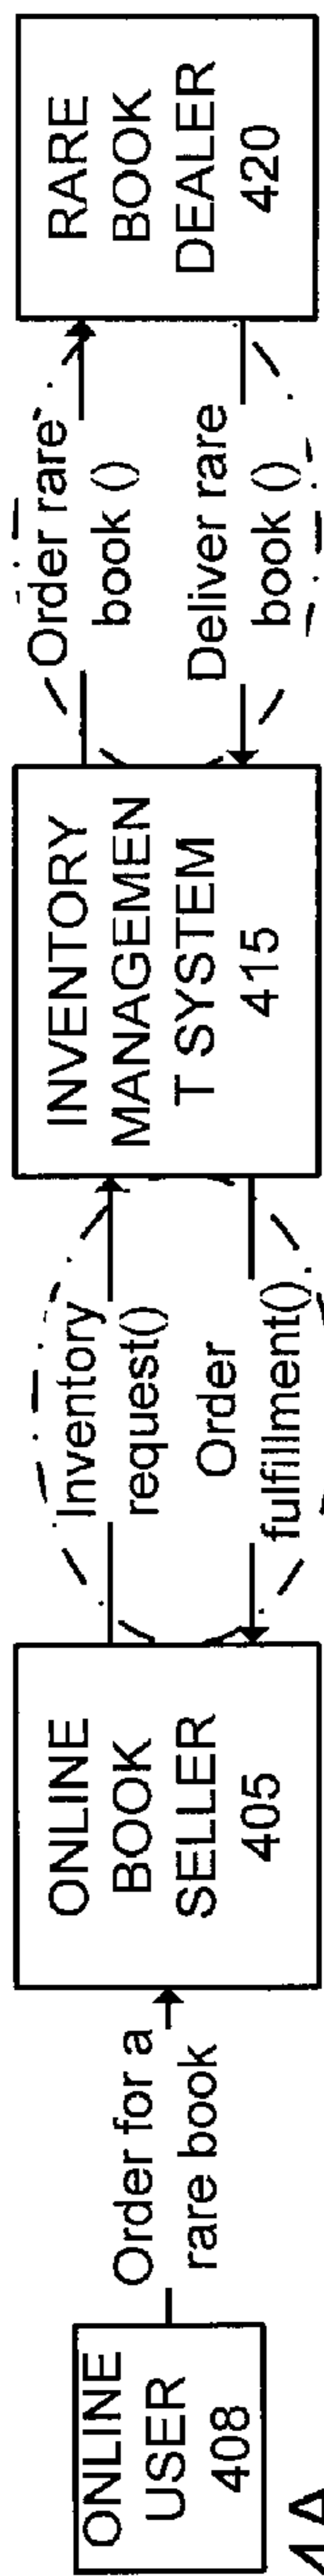 ONLINE
USER
408
Order for a
rare book
ONLINE
BOOK
SELLER
405
Inventory
request()
Order
fulfillment()
INVENTORY
MANAGEMEN
T SYSTEM
415
Order rare
book ()
Deliver rare
book ()
RARE
BOOK
DEALER
420
4A